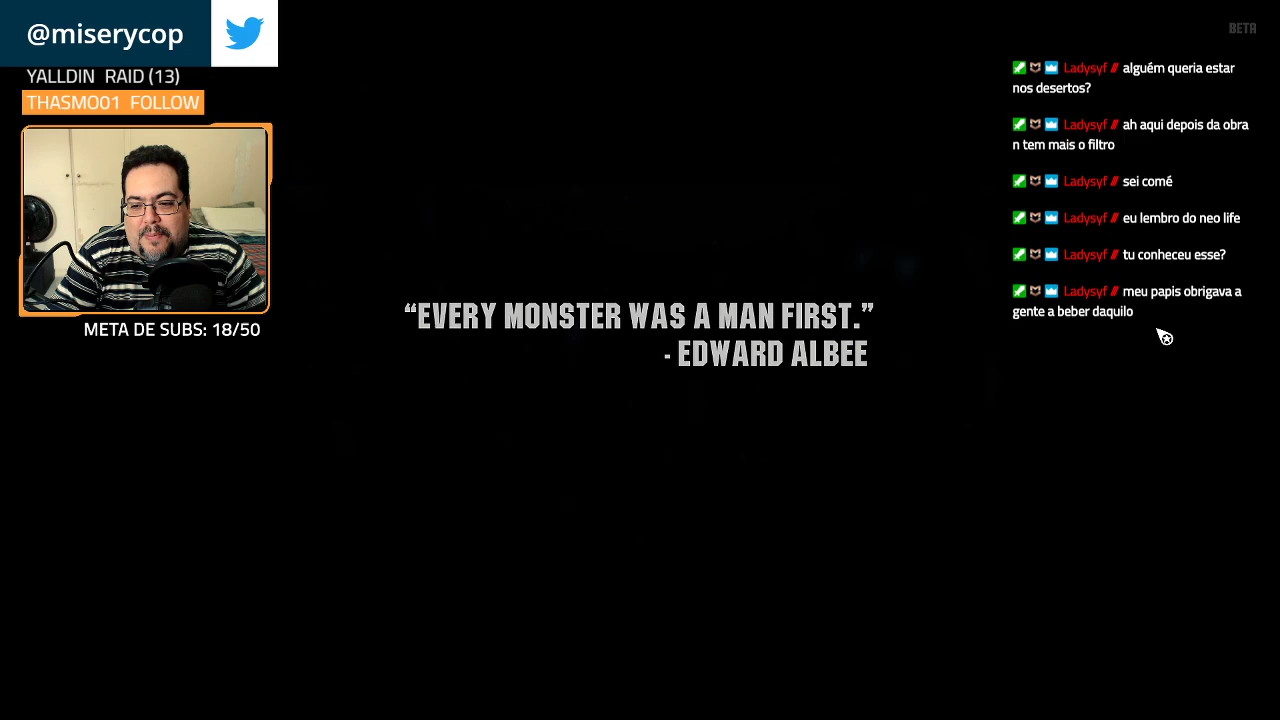 @miserycop
YALLDIN RAID (13)
THASMO01 FOLLOW
META DE SUBS: 18/50
“EVERY MONSTER WAS A MAN FIRST.”
- EDWARD ALBEE
BETA
Ladysyf /// alguém queria estar
nos desertos?
Ladysyf /// ah aqui depois da obra
n tem mais o filtro
Ladysyf /// sei comé
Ladysyf /// eu lembro do neo life
Ladysyf /// tu conheceu esse?
Ladysyf /// meu papis obrigava a
gente a beber daquilo